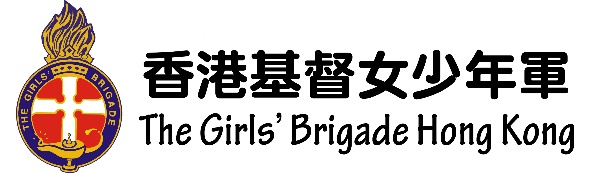 THE GIRLS' BRIGADE
香港基督女少年軍
The Girls' Brigade Hong Kong